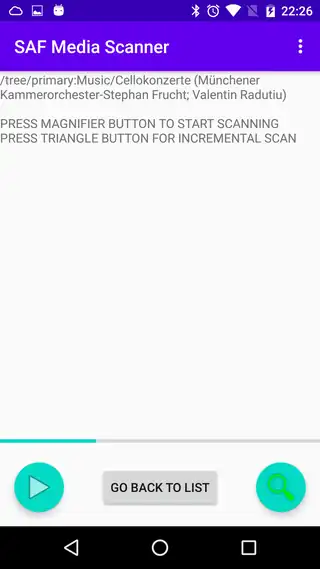 22:26
SAF Media Scanner
/tree/primary:Music/Cellokonzerte (Münchener
Kammerorchester-Stephan Frucht; Valentin Radutiu)
PRESS MAGNIFIER BUTTON TO START SCANNING
PRESS TRIANGLE BUTTON FOR INCREMENTAL SCAN
GO BACK TO LIST